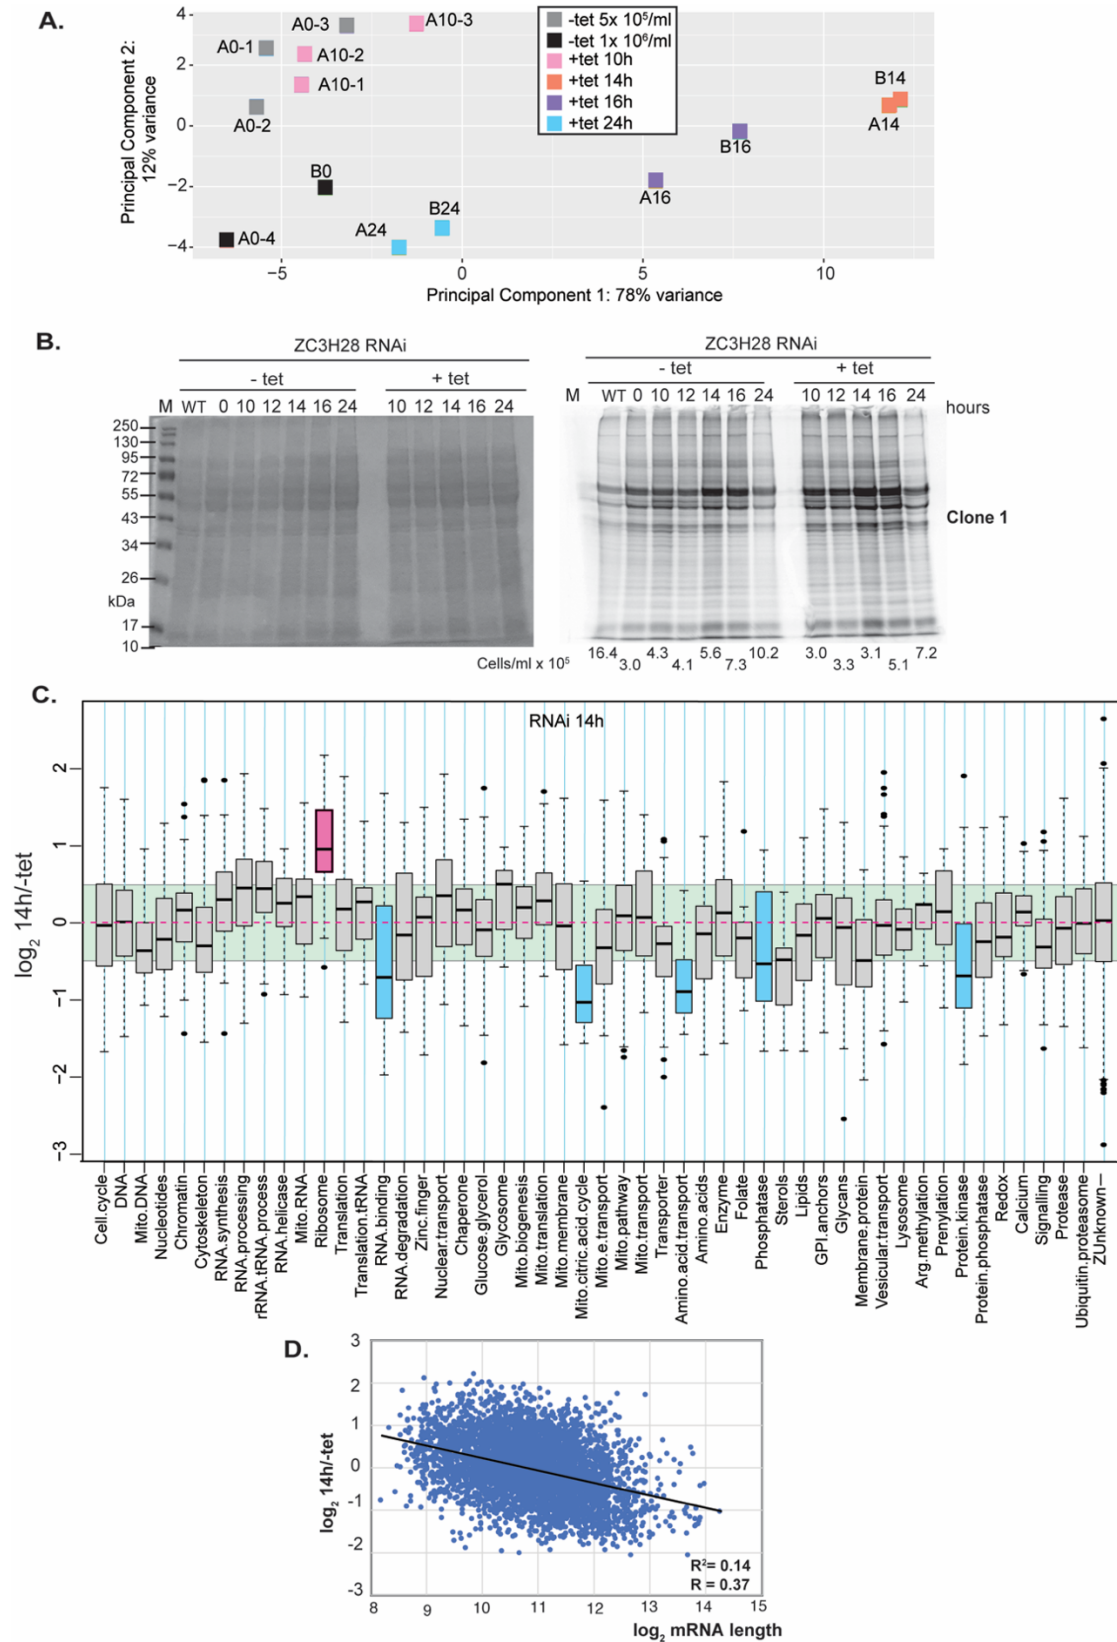 A.
4
2
0
−2
−4
Principal Component 2:
12% variance
A0-3
A10-3
A0-1
A10-2
A10-1
A0-2
B0
A0-4
A24
B24
B16
A16
B14
A14
-tet 5x 10⁵/ml
-tet 1x 10⁶/ml
+tet 10h
+tet 14h
+tet 16h
+tet 24h
−5 0 5 10
Principal Component 1: 78% variance
B.
ZC3H28 RNAi
- tet + tet
M WT 0 10 12 14 16 24 10 12 14 16 24
250
130
95
72
55
43
34
26
kDa
17
10
ZC3H28 RNAi
- tet + tet
M WT 0 10 12 14 16 24 10 12 14 16 24
hours
Clone 1
Cells/ml x 10⁵
16.4 4.3 5.6 10.2 3.0 3.1 7.2
3.0 4.1 7.3 3.3 5.1
C.
RNAi 14h
log₂ 14h/-tet
2
1
0
−1
−2
−3
Cell.cycle
DNA
Mito.DNA
Nucleotides
Chromatin
Cytoskeleton
RNA.synthesis
RNA.processing
rRNA.tRNA.process
RNA.helicase
Mito.RNA
Ribosome
Translation
Translation.tRNA
RNA.binding
RNA.degradation
Zinc.finger
Nuclear.transport
Chaperone
Glucose.glycerol
Glycosome
Mito.biogenesis
Mito.translation
Mito.membrane
Mito.citric.acid.cycle
Mito.e.transport
Mito.pathway
Mito.transport
Transporter
Amino.acid.transport
Amino.acids
Enzyme
Folate
Phosphatase
Sterols
Lipids
GPI.anchors
Glycans
Membrane.protein
Vesicular.transport
Lysosome
Arg.methylation
Prenylation
Protein.kinase
Protein.phosphatase
Redox
Calcium
Signalling
Protease
Ubiquitin.proteasome
ZUnknown
D.
3
2
1
0
-1
-2
-3
log₂ 14h/-tet
R²= 0.14
R = 0.37
8 9 10 11 12 13 14 15
log₂ mRNA length